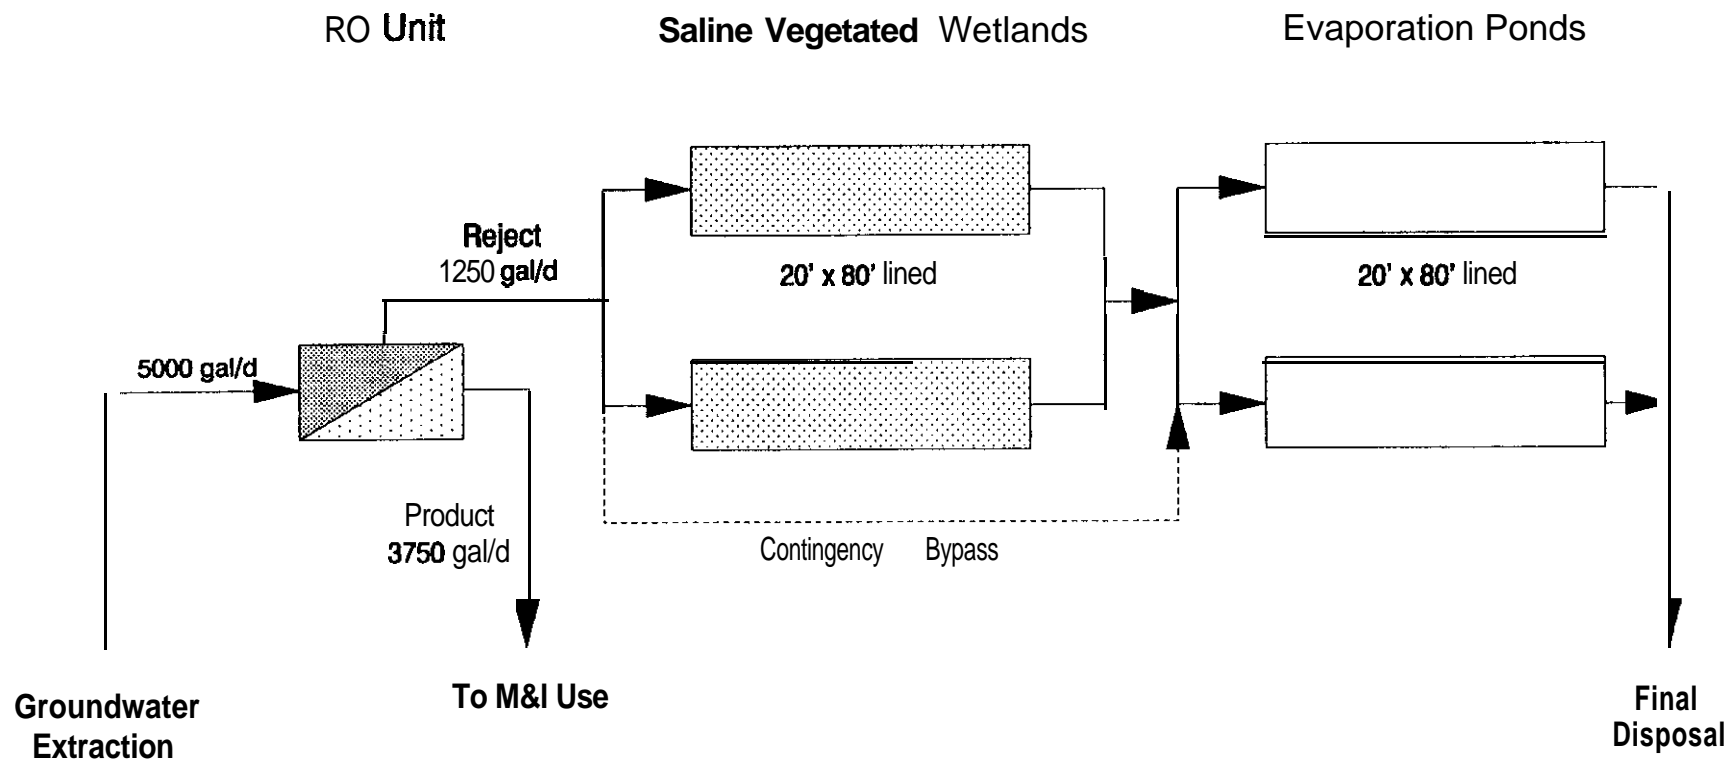 RO Unit
Saline Vegetated Wetlands
Evaporation Ponds
Reject
1250 gal/d
20' x 80' lined
20' x 80' lined
5000 gal/d
Product
3750 gal/d
Contingency Bypass
Groundwater
Extraction
To M&I Use
Final
Disposal